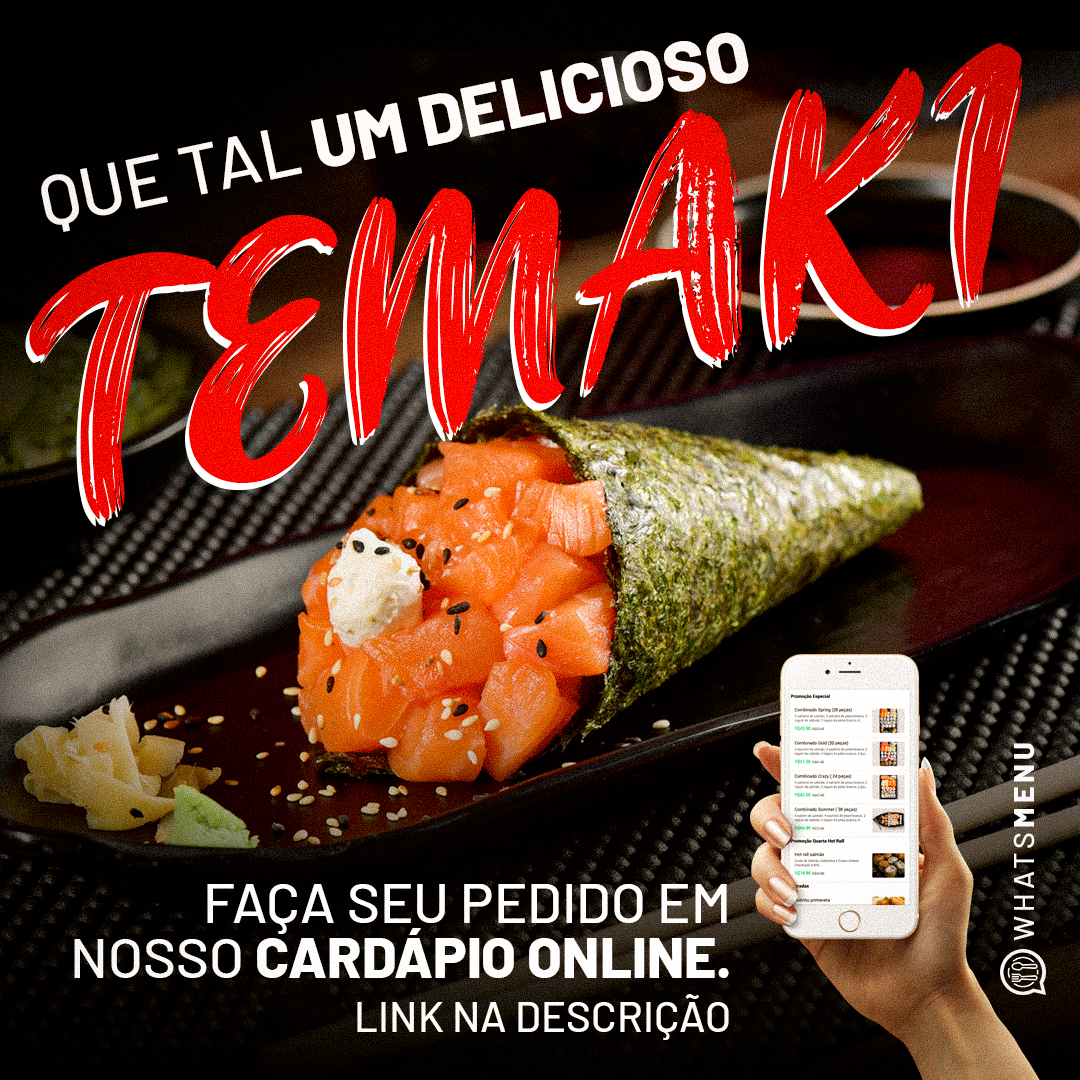 QUE TAL UM DELICIOSO
TEMAKI
Promoção Especial
Combinado Spring (28 peças)
Combinado Gold (30 peças)
Combinado Crazy ( 24 peças)
Combinado Summer ( 38 peças)
Promoção Quarta Hot Roll
Hot roll salmão
primavera
WHATSMENU
FAÇA SEU PEDIDO EM
NOSSO CARDÁPIO ONLINE.
LINK NA DESCRIÇÃO